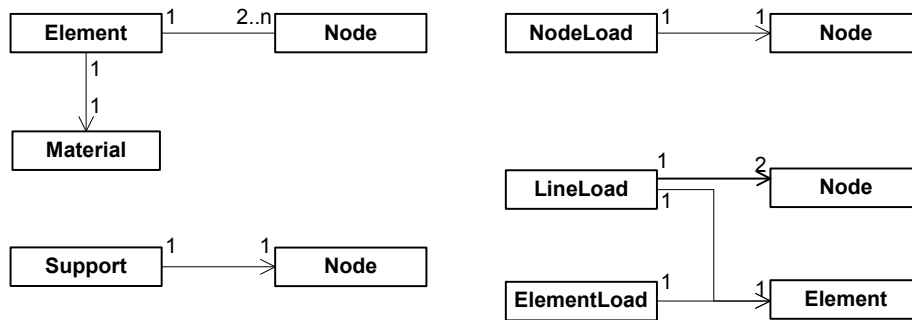 Element 1 2..n Node
1
1
Material
Support 1 1 Node
NodeLoad 1 1 Node
LineLoad 1 2 Node
1
ElementLoad 1 1 Element